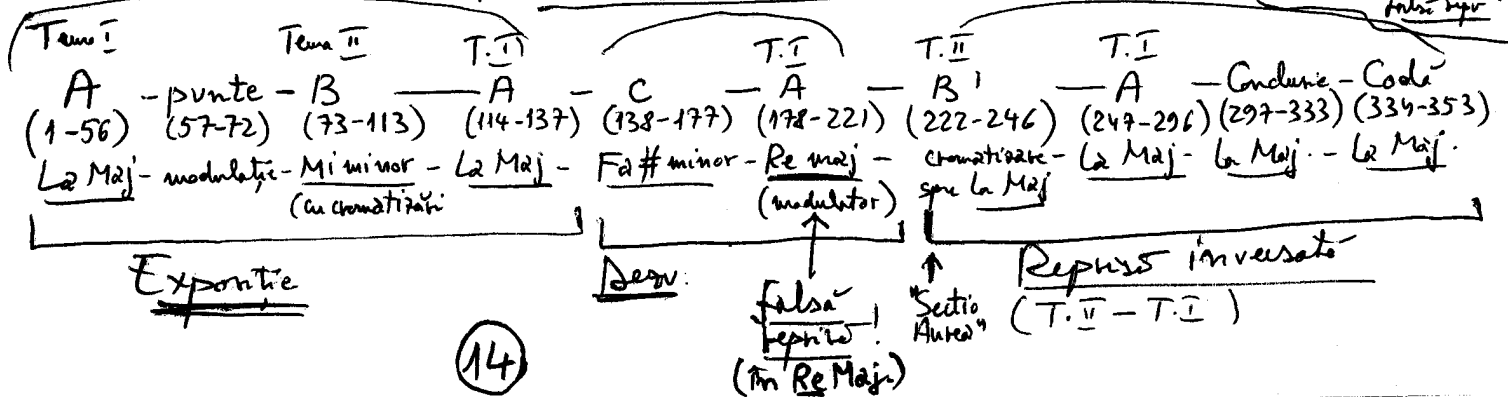 Tema I Tema II T.I T.I T.II T.I
A - punte - B — A - C — A — B' — A - Concluzie - Codă
(1-56) (57-72) (73-113) (114-137) (138-177) (178-221) (222-246) (247-296) (297-333) (334-353)
La Maj - modulație - Mi minor - La Maj - Fa# minor - Re maj - cromatizare - La Maj - La Maj. - La Maj.
(cu cromatizări (modulator) spre La Maj
Expoziție Dezv. Falsă repriză! (în Re Maj.) "Sectio Aurea" Repriză inversată
(T.II - T.I)
14